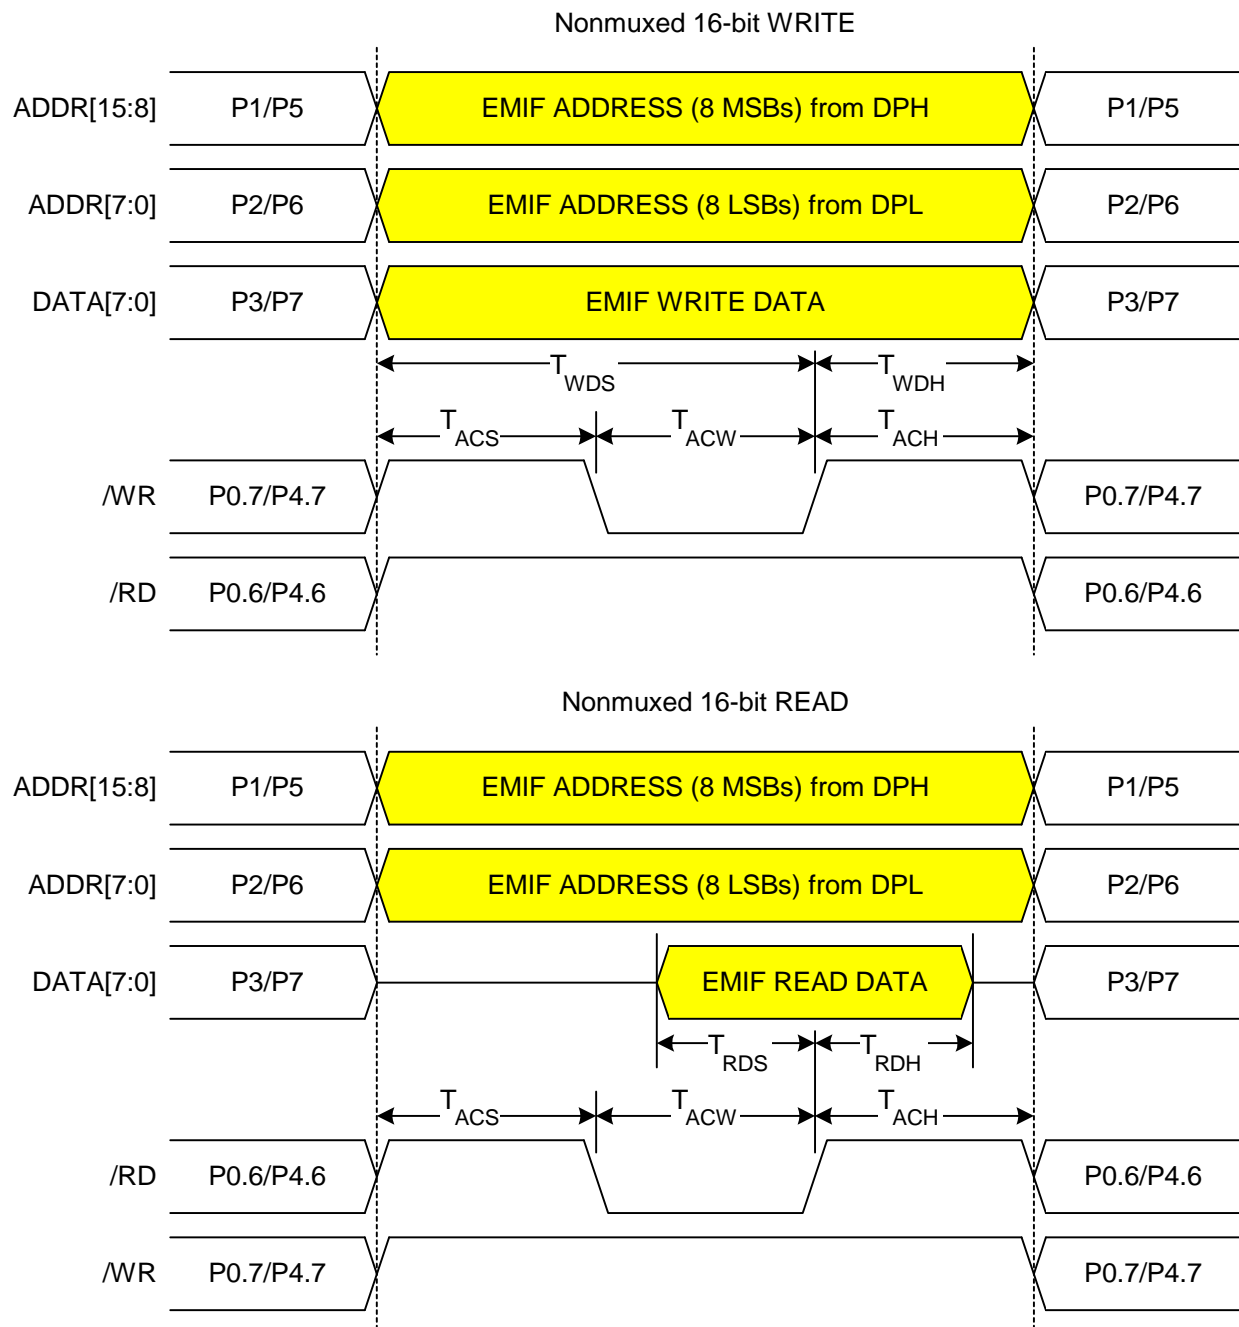 Nonmuxed 16-bit WRITE
ADDR[15:8] P1/P5 EMIF ADDRESS (8 MSBs) from DPH P1/P5
ADDR[7:0] P2/P6 EMIF ADDRESS (8 LSBs) from DPL P2/P6
DATA[7:0] P3/P7 EMIF WRITE DATA P3/P7
TWDS TWDH
TACS TACW TACH
/WR P0.7/P4.7 P0.7/P4.7
/RD P0.6/P4.6 P0.6/P4.6
Nonmuxed 16-bit READ
ADDR[15:8] P1/P5 EMIF ADDRESS (8 MSBs) from DPH P1/P5
ADDR[7:0] P2/P6 EMIF ADDRESS (8 LSBs) from DPL P2/P6
DATA[7:0] P3/P7 EMIF READ DATA P3/P7
TRDS TRDH
TACS TACW TACH
/RD P0.6/P4.6 P0.6/P4.6
/WR P0.7/P4.7 P0.7/P4.7